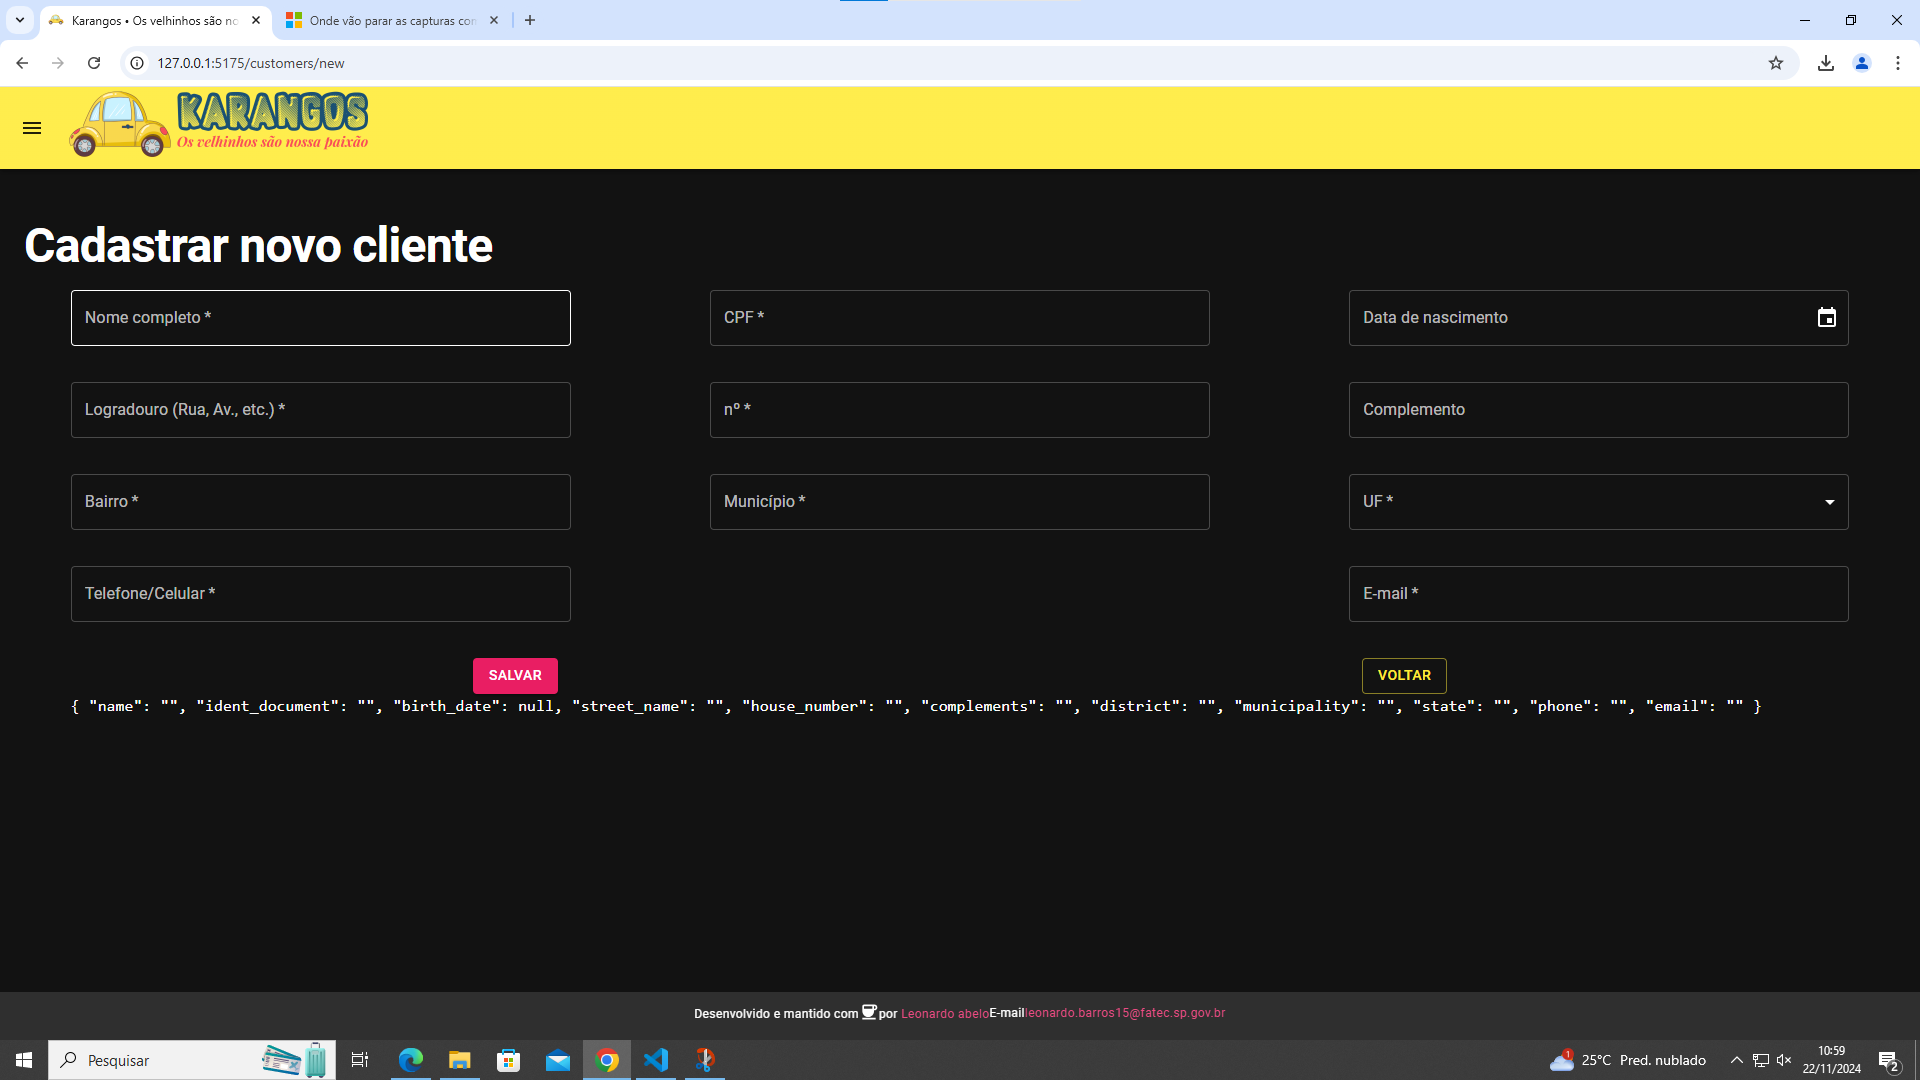 Karangos • Os velhinhos são no
Onde vão parar as capturas con
127.0.0.1:5175/customers/new
KARANGOS
Os velhinhos são nossa paixão
Cadastrar novo cliente
Nome completo *
CPF *
Data de nascimento
Logradouro (Rua, Av., etc.) *
nº *
Complemento
Bairro *
Município *
UF *
Telefone/Celular *
E-mail *
SALVAR
VOLTAR
{ "name": "", "ident_document": "", "birth_date": null, "street_name": "", "house_number": "", "complements": "", "district": "", "municipality": "", "state": "", "phone": "", "email": "" }
Desenvolvido e mantido com por Leonardo abeloE-mailleonardo.barros15@fatec.sp.gov.br
Pesquisar
1
25°C Pred. nublado
10:59
22/11/2024
2